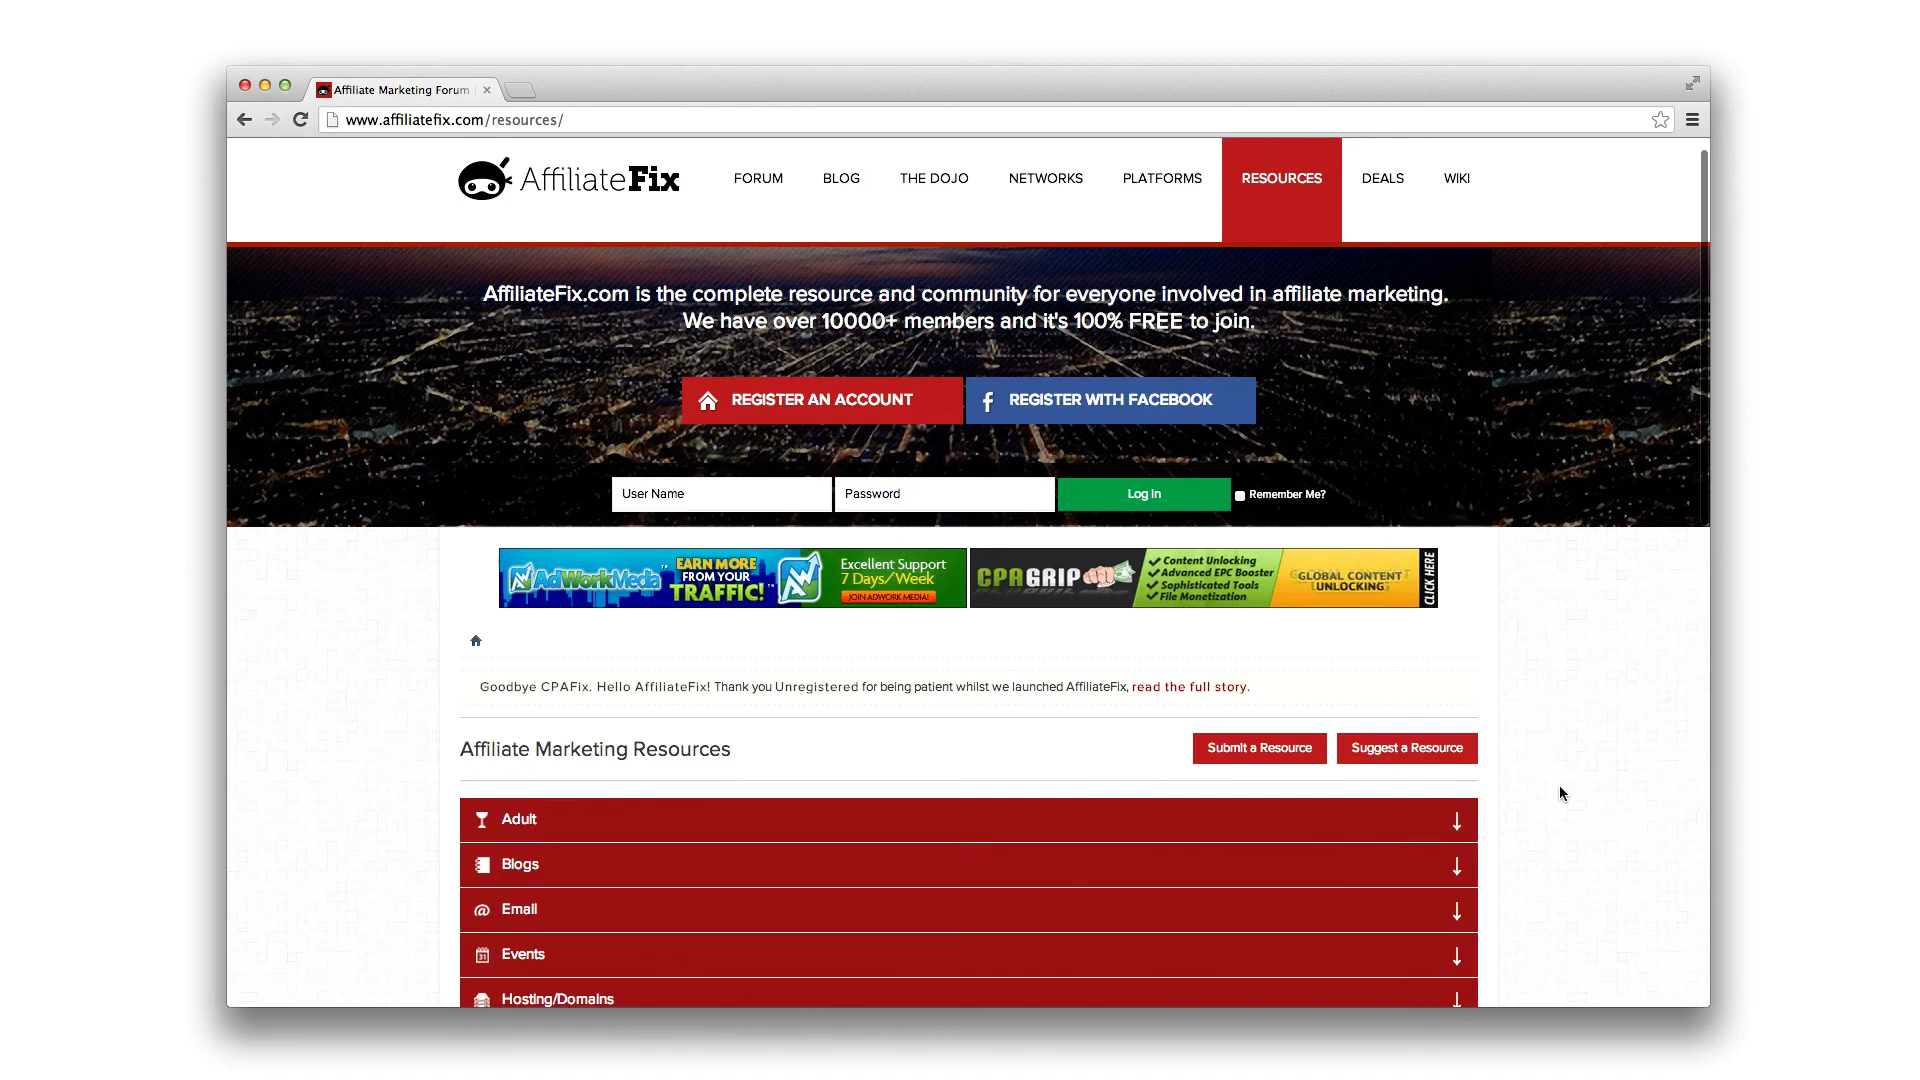 Affiliate Marketing Forum
www.affiliatefix.com/resources/
AffiliateFix
FORUM
BLOG
THE DOJO
NETWORKS
PLATFORMS
RESOURCES
DEALS
WIKI
AffiliateFix.com is the complete resource and community for everyone involved in affiliate marketing.
We have over 10000+ members and it's 100% FREE to join.
REGISTER AN ACCOUNT
REGISTER WITH FACEBOOK
User Name
Password
Log In
Remember Me?
AdWorkMedia
EARN MORE
FROM YOUR
TRAFFIC!
Excellent Support
7 Days/Week
JOIN ADWORK MEDIA!
CPAGRIP
Content Unlocking
Advanced EPC Booster
Sophisticated Tools
File Monetization
GLOBAL CONTENT
UNLOCKING
CLICK HERE
Goodbye CPAFix. Hello AffiliateFix! Thank you Unregistered for being patient whilst we launched AffiliateFix, read the full story.
Affiliate Marketing Resources
Submit a Resource
Suggest a Resource
Adult
Blogs
Email
Events
Hosting/Domains